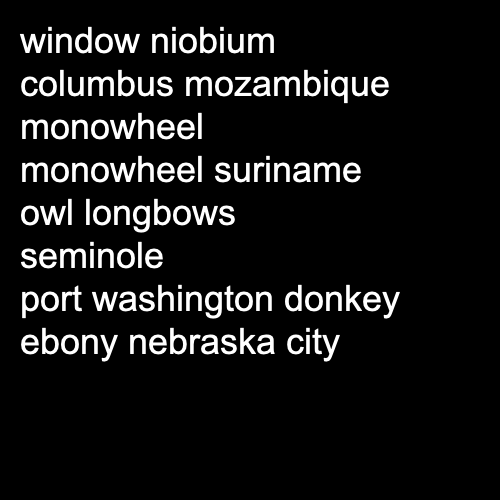 window niobium
columbus mozambique
monowheel
monowheel suriname
owl longbows
seminole
port washington donkey
ebony nebraska city